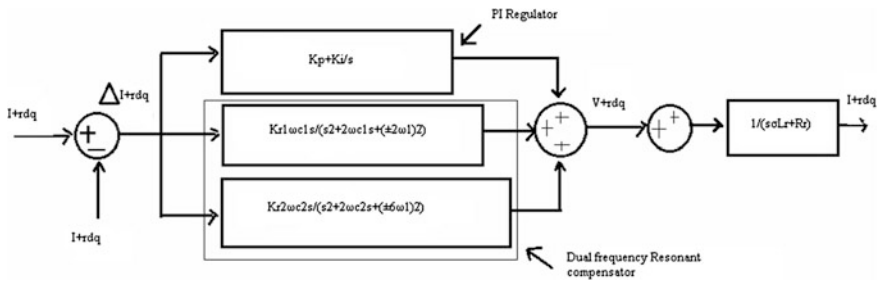 PI Regulator
Kp+Ki/s
ΔI+rdq
I+rdq
V+rdq
I+rdq
Kr1ωc1s/(s2+2ωc1s+(±2ω1)2)
1/(sσLr+Rr)
Kr2ωc2s/(s2+2ωc2s+(±6ω1)2)
I+rdq
Dual frequency Resonant
compensator